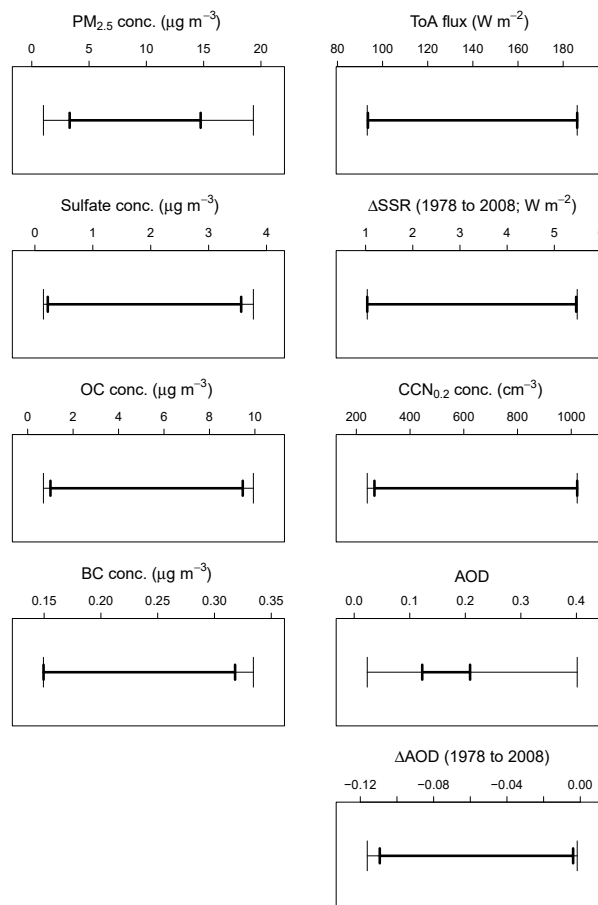 PM2.5 conc. (μg m−3)
0 5 10 15 20
Sulfate conc. (μg m−3)
0 1 2 3 4
OC conc. (μg m−3)
0 2 4 6 8 10
BC conc. (μg m−3)
0.15 0.20 0.25 0.30 0.35
ToA flux (W m−2)
80 100 120 140 160 180
ΔSSR (1978 to 2008; W m−2)
1 2 3 4 5
CCN0.2 conc. (cm−3)
200 400 600 800 1000
AOD
0.0 0.1 0.2 0.3 0.4
ΔAOD (1978 to 2008)
−0.12 −0.08 −0.04 0.00